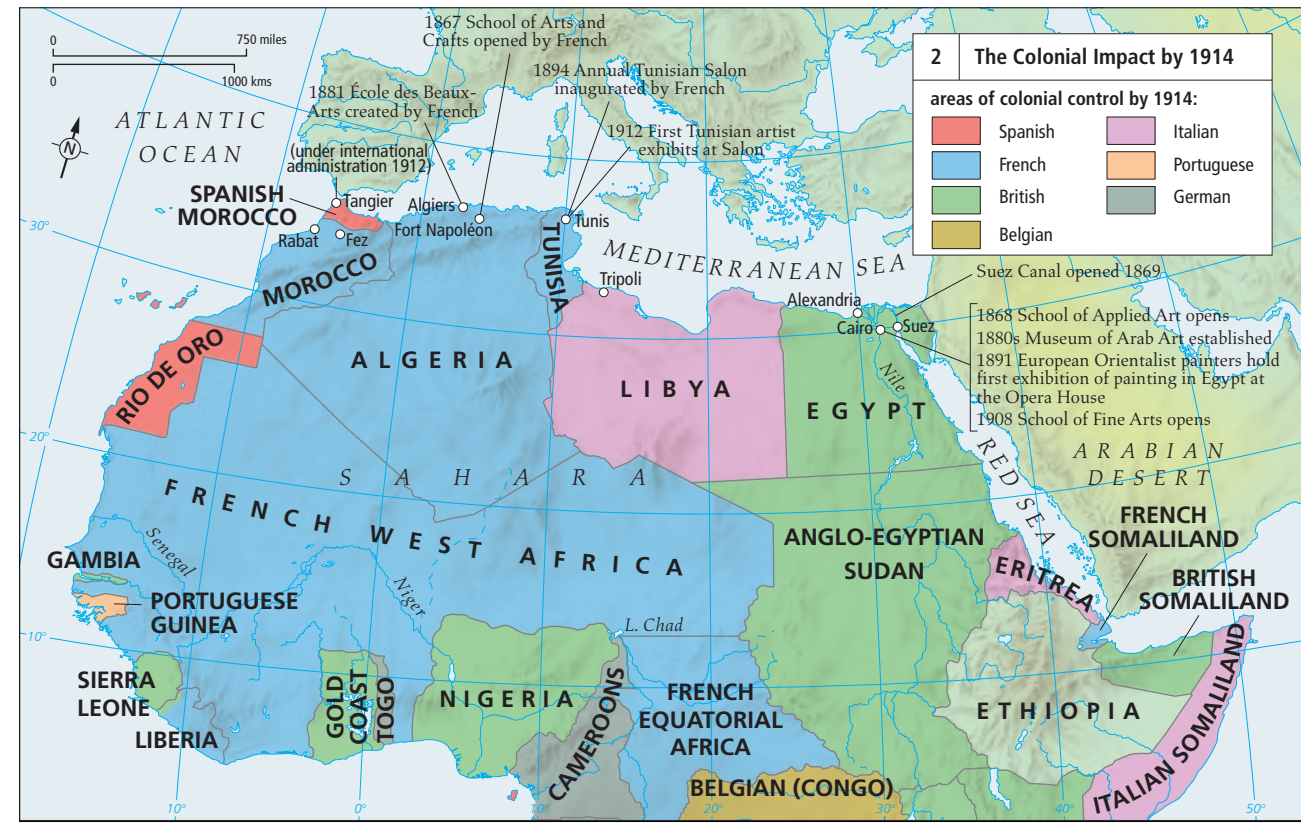 2 The Colonial Impact by 1914
areas of colonial control by 1914:
Spanish
French
British
Belgian
Italian
Portuguese
German
0 750 miles
0 1000 kms
N
1867 School of Arts and
Crafts opened by French
1894 Annual Tunisian Salon
inaugurated by French
1881 École des Beaux-
Arts created by French
1912 First Tunisian artist
exhibits at Salon
ATLANTIC
OCEAN
(under international
administration 1912)
SPANISH
MOROCCO
Tangier
Algiers
Fort Napoléon
Tunis
Rabat
Fez
MOROCCO
TUNISIA
MEDITERRANEAN SEA
Tripoli
Alexandria
Cairo
Suez
Suez Canal opened 1869
1868 School of Applied Art opens
1880s Museum of Arab Art established
1891 European Orientalist painters hold
first exhibition of painting in Egypt at
the Opera House
1908 School of Fine Arts opens
RIO DE ORO
ALGERIA
LIBYA
EGYPT
Nile
RED SEA
ARABIAN
DESERT
SAHARA
FRENCH WEST AFRICA
ANGLO-EGYPTIAN
SUDAN
FRENCH
SOMALILAND
ERITREA
BRITISH
SOMALILAND
GAMBIA
Senegal
Niger
PORTUGUESE
GUINEA
L. Chad
SIERRA
LEONE
LIBERIA
GOLD
COAST
TOGO
NIGERIA
CAMEROONS
FRENCH
EQUATORIAL
AFRICA
ETHIOPIA
BELGIAN (CONGO)
ITALIAN SOMALILAND
30°
20°
10°
10°
0°
10°
20°
30°
40°
50°